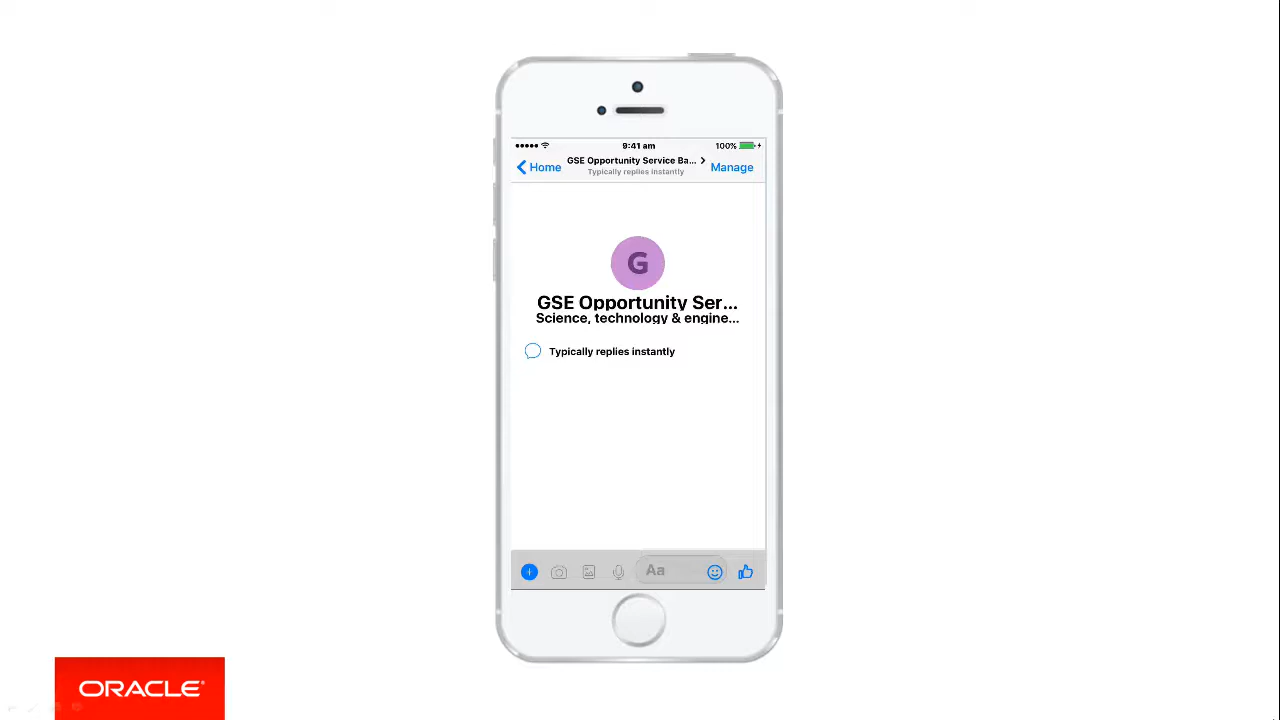 9:41 am
100%
Home
GSE Opportunity Service Ba...
Manage
Typically replies instantly
G
GSE Opportunity Ser...
Science, technology & engine...
Typically replies instantly
Aa
ORACLE